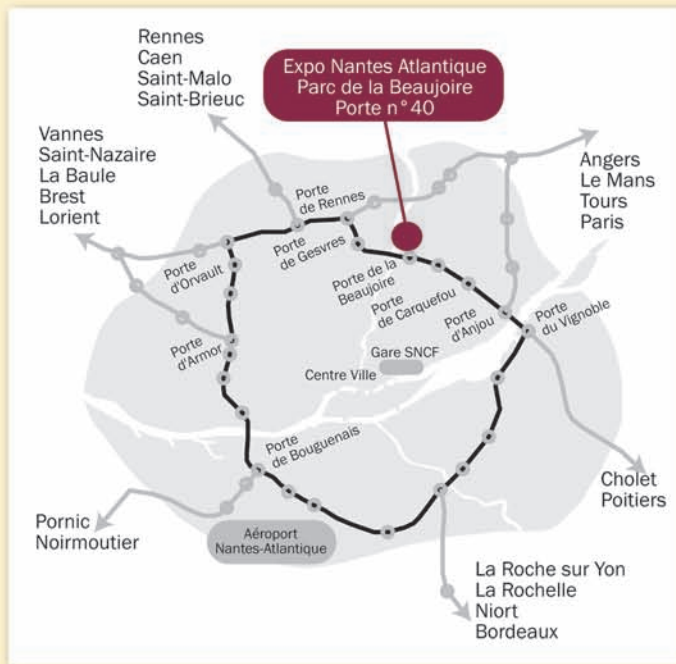 Rennes
Caen
Saint-Malo
Saint-Brieuc
Expo Nantes Atlantique
Parc de la Beaujoire
Porte n°40
Vannes
Saint-Nazaire
La Baule
Brest
Lorient
Angers
Le Mans
Tours
Paris
Porte
de Rennes
Porte
de Gesvres
Porte
d'Orvault
Porte de la
Beaujoire
Porte
de Carquefou
Porte
d'Anjou
Porte
du Vignoble
Porte
d'Armor
Gare SNCF
Centre Ville
Porte
de Bouguenais
Cholet
Poitiers
Pornic
Noirmoutier
Aéroport
Nantes-Atlantique
La Roche sur Yon
La Rochelle
Niort
Bordeaux